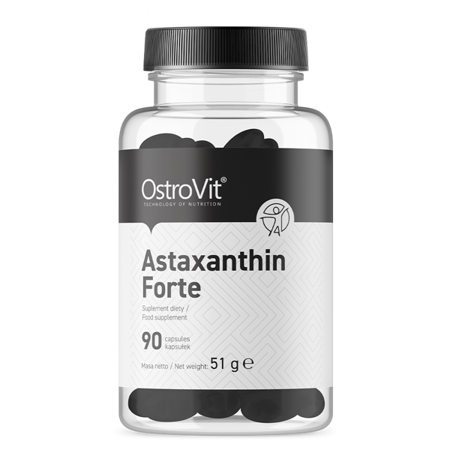 OstroVit®
TECHNOLOGY OF NUTRITION
Astaxanthin
Forte
Suplement diety /
Food supplement
90 capsules
kapsułek
Masa netto / Net weight: 51 g ℮